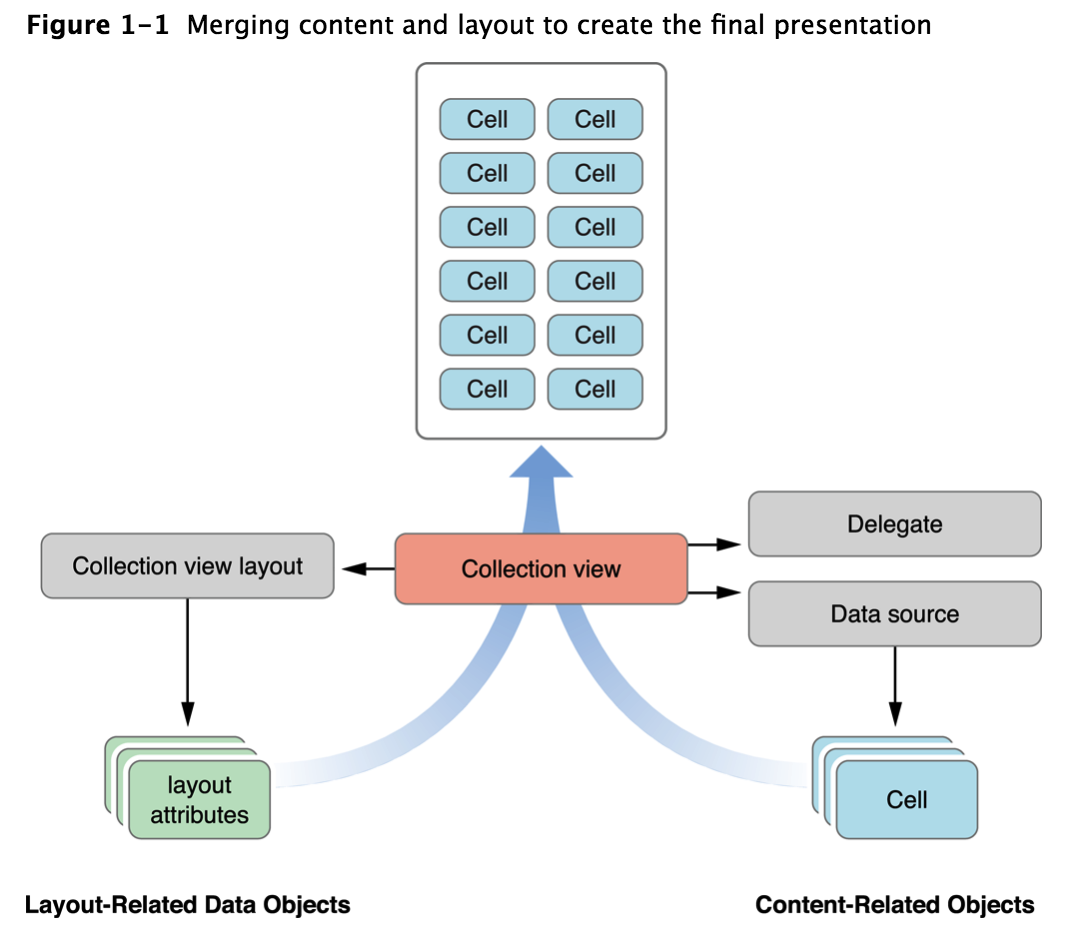 Figure 1-1 Merging content and layout to create the final presentation
Cell Cell
Cell Cell
Cell Cell
Cell Cell
Cell Cell
Cell Cell
Delegate
Collection view layout
Collection view
Data source
layout
attributes
Cell
Layout-Related Data Objects
Content-Related Objects